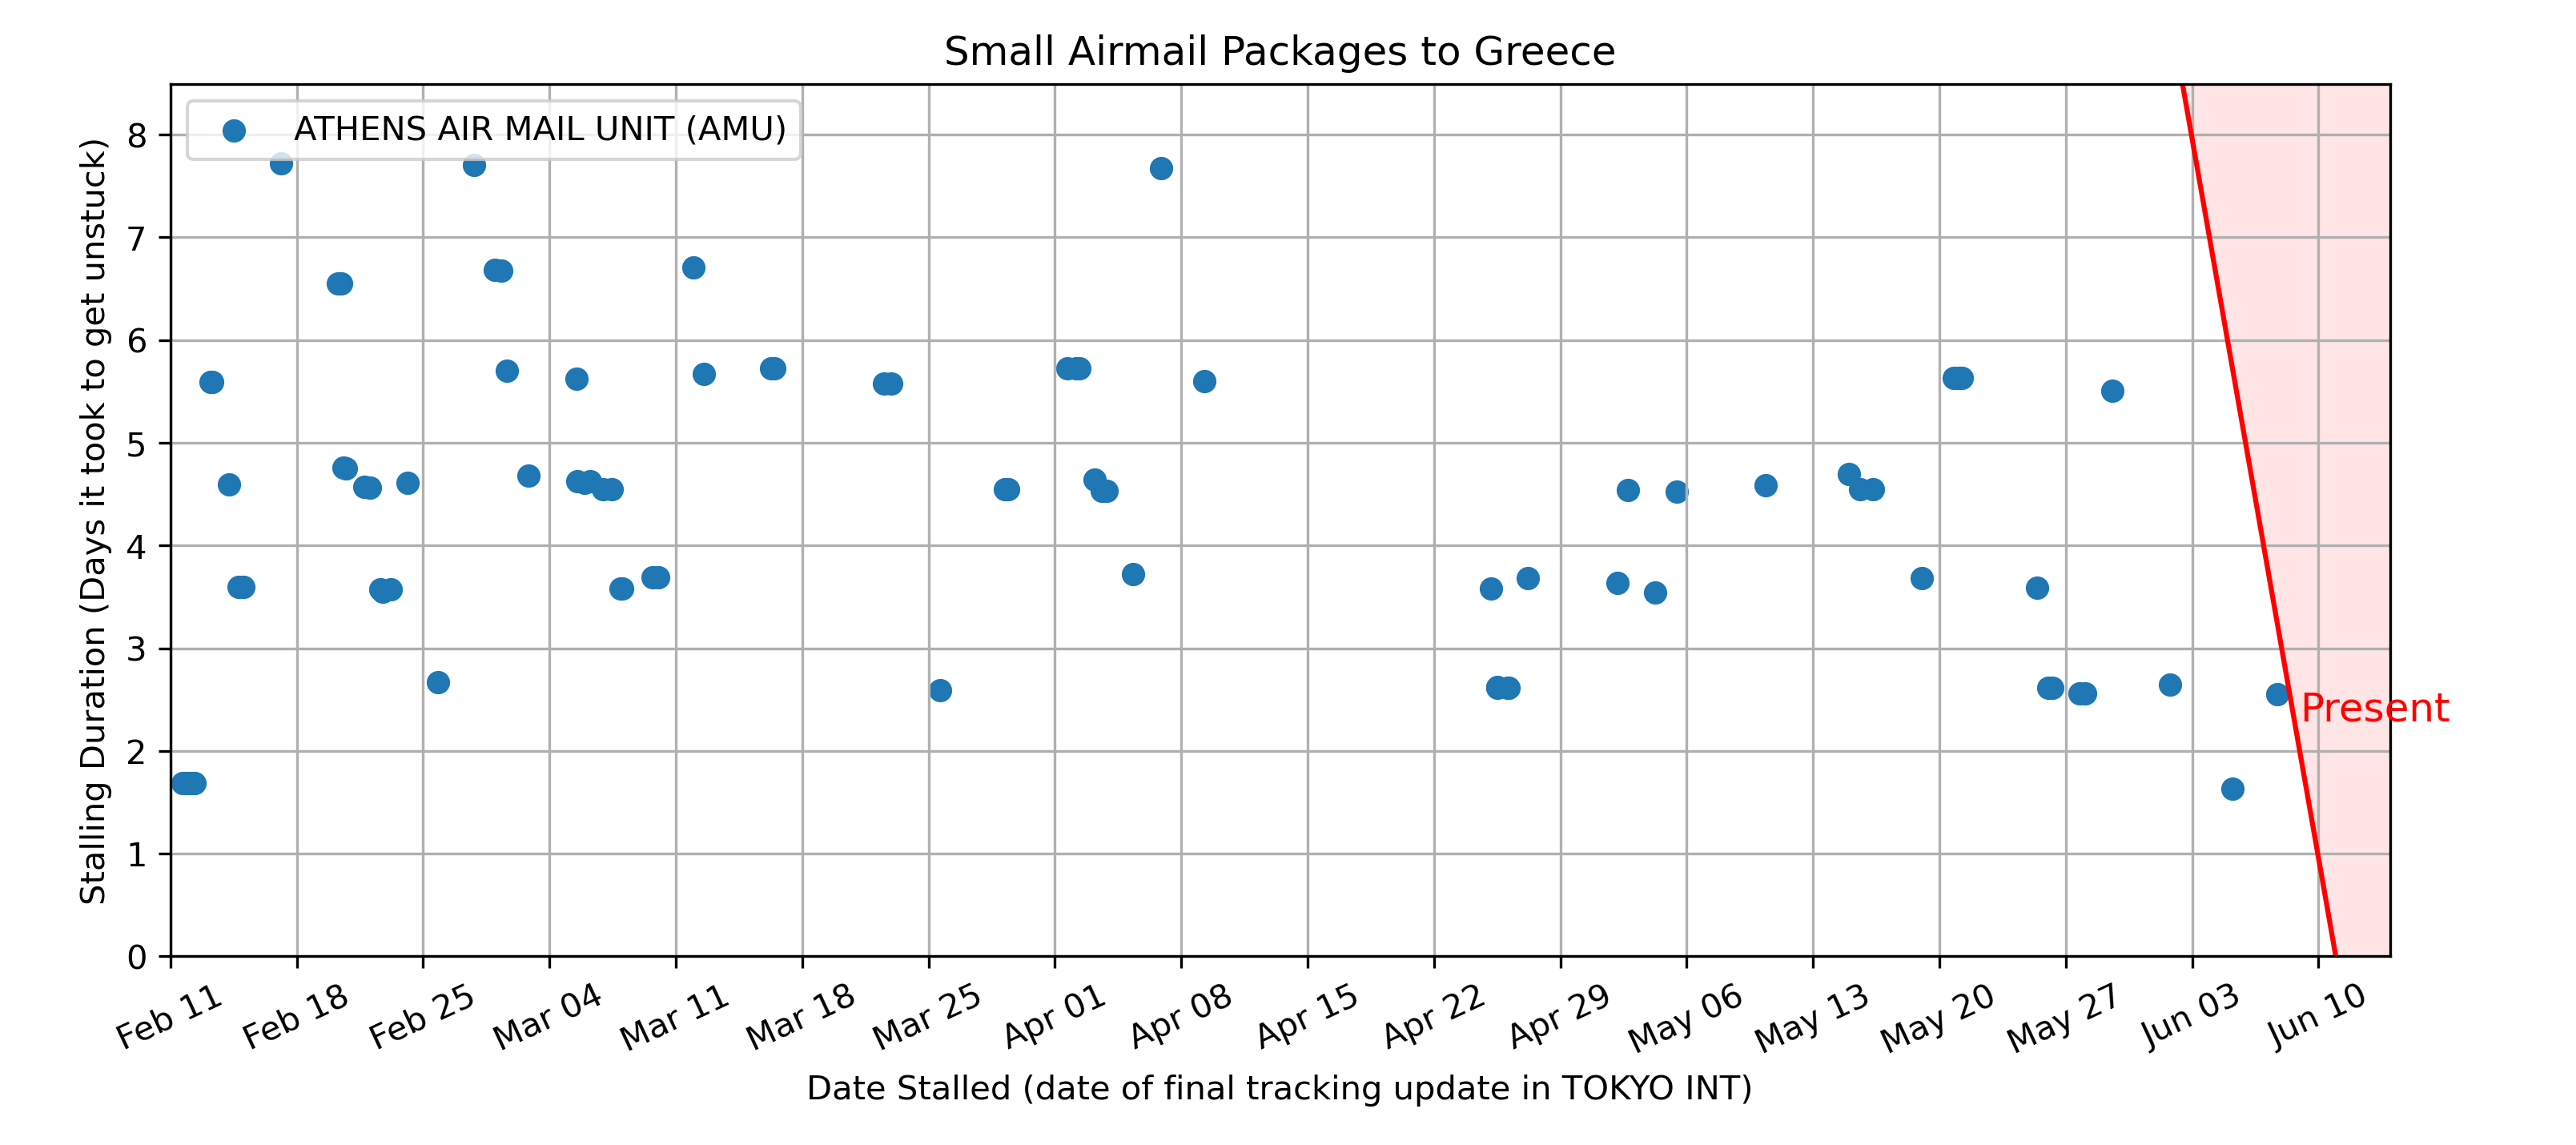 Small Airmail Packages to Greece
ATHENS AIR MAIL UNIT (AMU)
Stalling Duration (Days it took to get unstuck)
8
7
6
5
4
3
2
1
0
Present
Feb 11
Feb 18
Feb 25
Mar 04
Mar 11
Mar 18
Mar 25
Apr 01
Apr 08
Apr 15
Apr 22
Apr 29
May 06
May 13
May 20
May 27
Jun 03
Jun 10
Date Stalled (date of final tracking update in TOKYO INT)